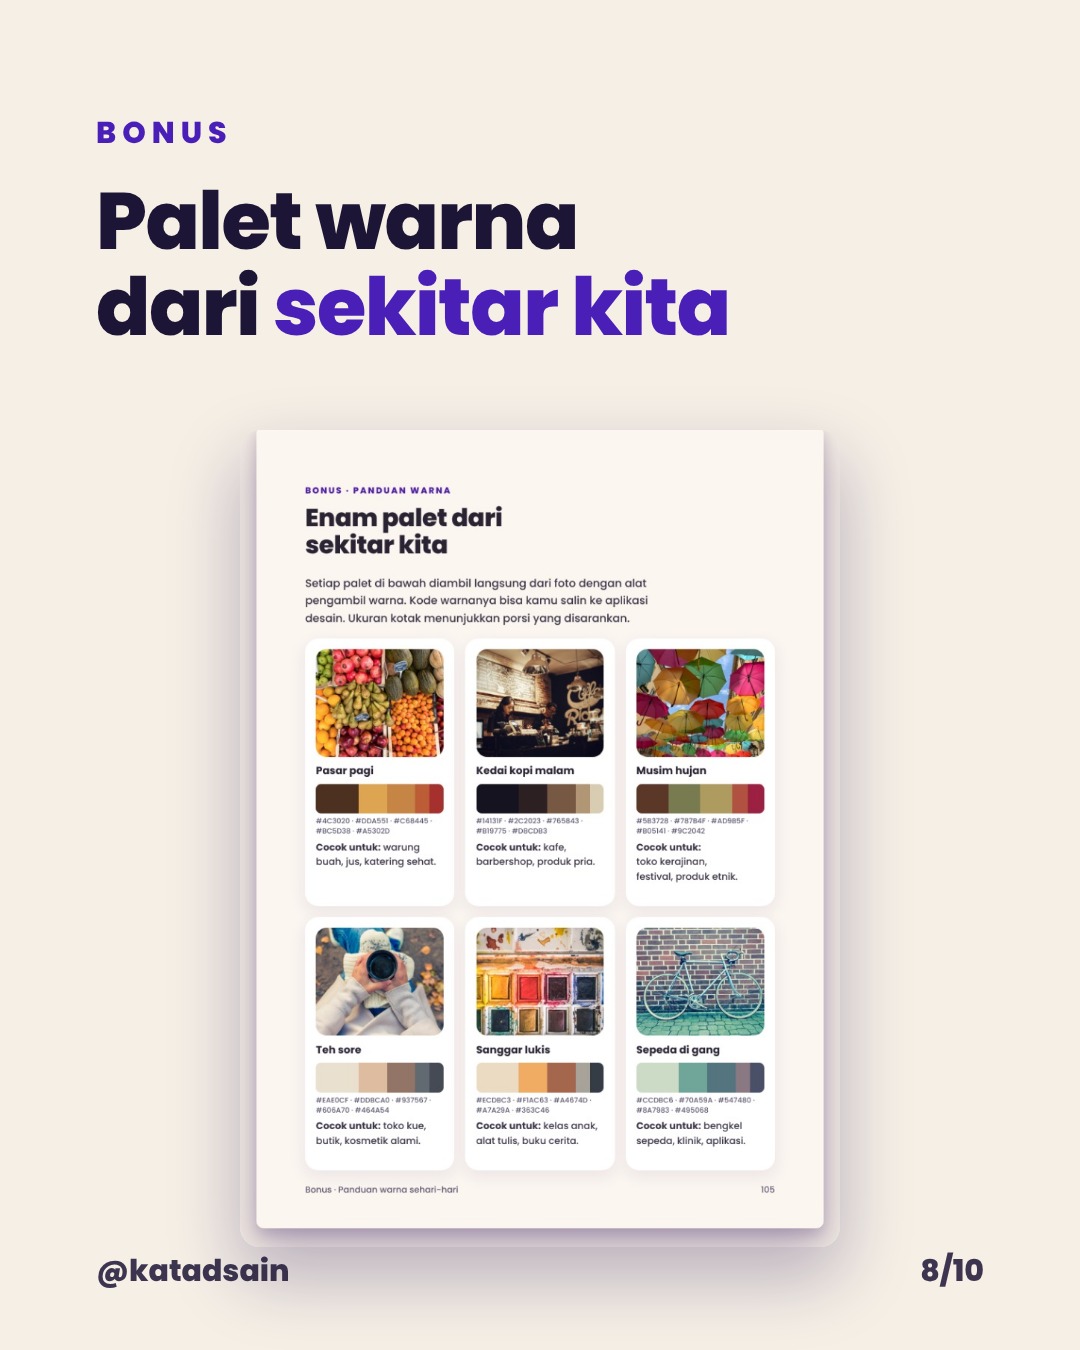 BONUS
Palet warna
dari sekitar kita
BONUS · PANDUAN WARNA
Enam palet dari
sekitar kita
Setiap palet di bawah diambil langsung dari foto dengan alat
pengambil warna. Kode warnanya bisa kamu salin ke aplikasi
desain. Ukuran kotak menunjukkan porsi yang disarankan.
Pasar pagi
#4C3020 · #DDA551 · #C68445 ·
#BC5D38 · #A5302D
Cocok untuk: warung
buah, jus, katering sehat.
Kedai kopi malam
#14131F · #2C2023 · #765843 ·
#B19775 · #D8CDB3
Cocok untuk: kafe,
barbershop, produk pria.
Musim hujan
#583728 · #787B4F · #AD985F ·
#B05141 · #9C2042
Cocok untuk:
toko kerajinan,
festival, produk etnik.
Teh sore
#EAE0CF · #DDBCA0 · #937567 ·
#606A70 · #464A54
Cocok untuk: toko kue,
butik, kosmetik alami.
Sanggar lukis
#ECDBC3 · #F1AC63 · #A4674D ·
#A7A29A · #363C46
Cocok untuk: kelas anak,
alat tulis, buku cerita.
Sepeda di gang
#CCDBC6 · #70A59A · #547480 ·
#8A7983 · #495068
Cocok untuk: bengkel
sepeda, klinik, aplikasi.
Bonus · Panduan warna sehari-hari
105
@katadsain
8/10